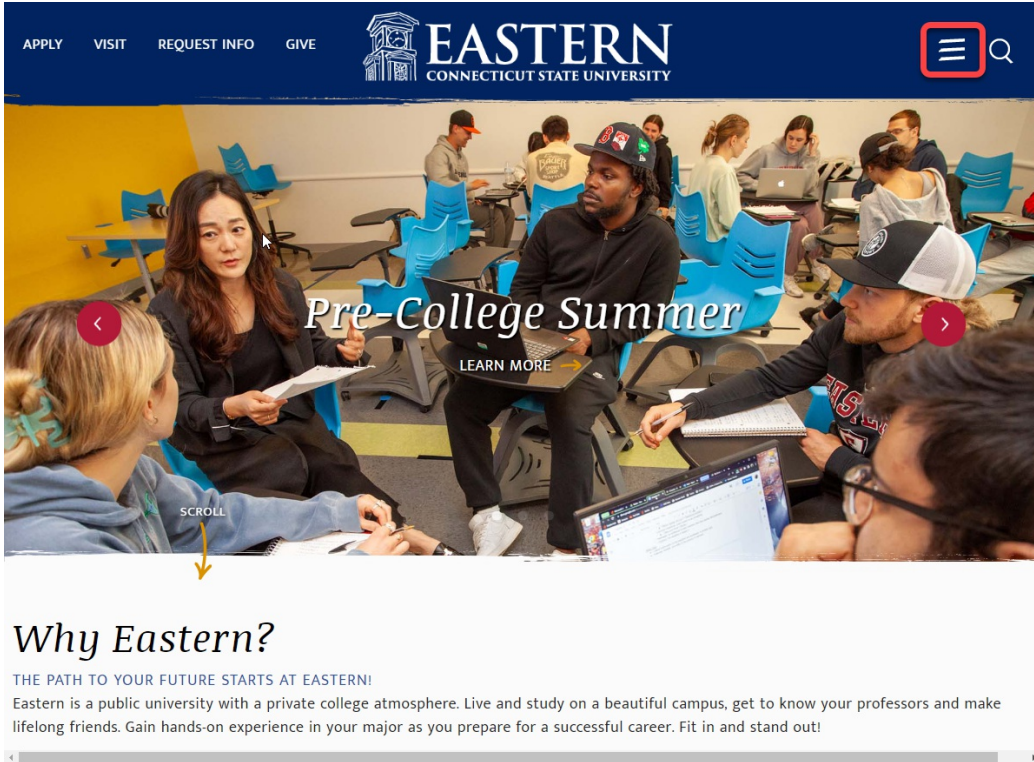 APPLY VISIT REQUEST INFO GIVE
EASTERN
CONNECTICUT STATE UNIVERSITY
Pre-College Summer
LEARN MORE
SCROLL
Why Eastern?
THE PATH TO YOUR FUTURE STARTS AT EASTERN!
Eastern is a public university with a private college atmosphere. Live and study on a beautiful campus, get to know your professors and make
lifelong friends. Gain hands-on experience in your major as you prepare for a successful career. Fit in and stand out!